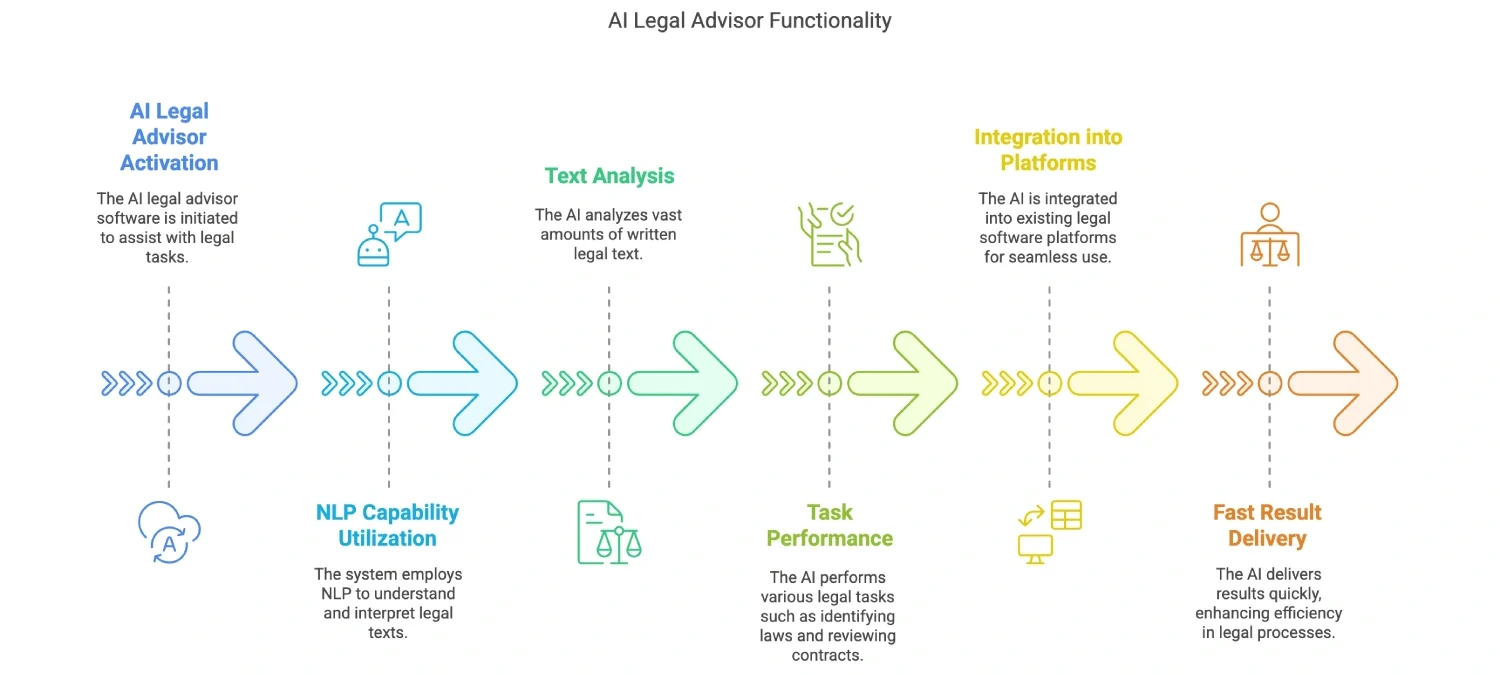 AI Legal Advisor Functionality
AI Legal
Advisor
Activation
The AI legal advisor
software is initiated
to assist with legal
tasks.
A
A
NLP Capability
Utilization
The system employs
NLP to understand
and interpret legal
texts.
Text Analysis
The AI analyzes vast
amounts of written
legal text.
Task
Performance
The AI performs
various legal tasks
such as identifying
laws and reviewing
contracts.
Integration into
Platforms
The AI is integrated
into existing legal
software platforms
for seamless use.
Fast Result
Delivery
The AI delivers
results quickly,
enhancing efficiency
in legal processes.